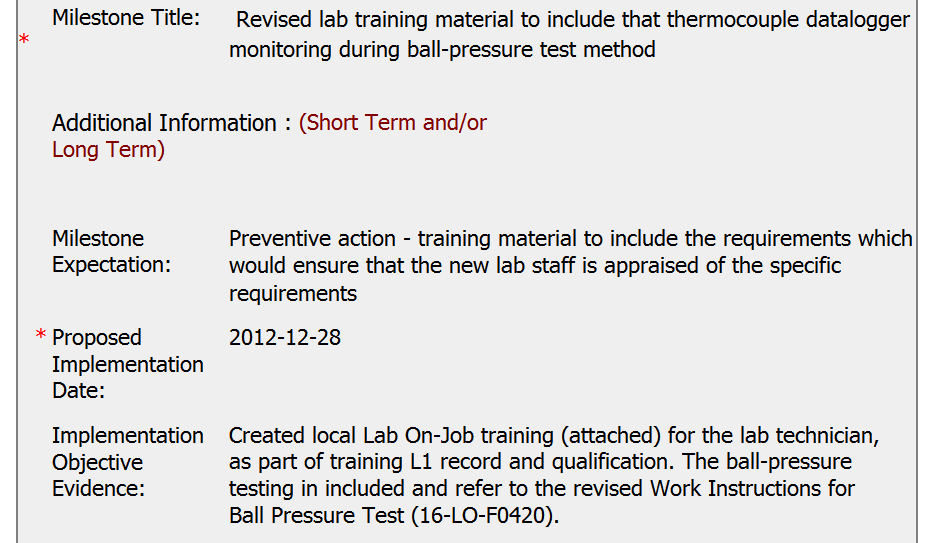 Milestone Title: Revised lab training material to include that thermocouple datalogger
* monitoring during ball-pressure test method
Additional Information : (Short Term and/or
Long Term)
Milestone Preventive action - training material to include the requirements which
Expectation: would ensure that the new lab staff is appraised of the specific
requirements
* Proposed 2012-12-28
Implementation
Date:
Implementation Created local Lab On-Job training (attached) for the lab technician,
Objective as part of training L1 record and qualification. The ball-pressure
Evidence: testing in included and refer to the revised Work Instructions for
Ball Pressure Test (16-LO-F0420).